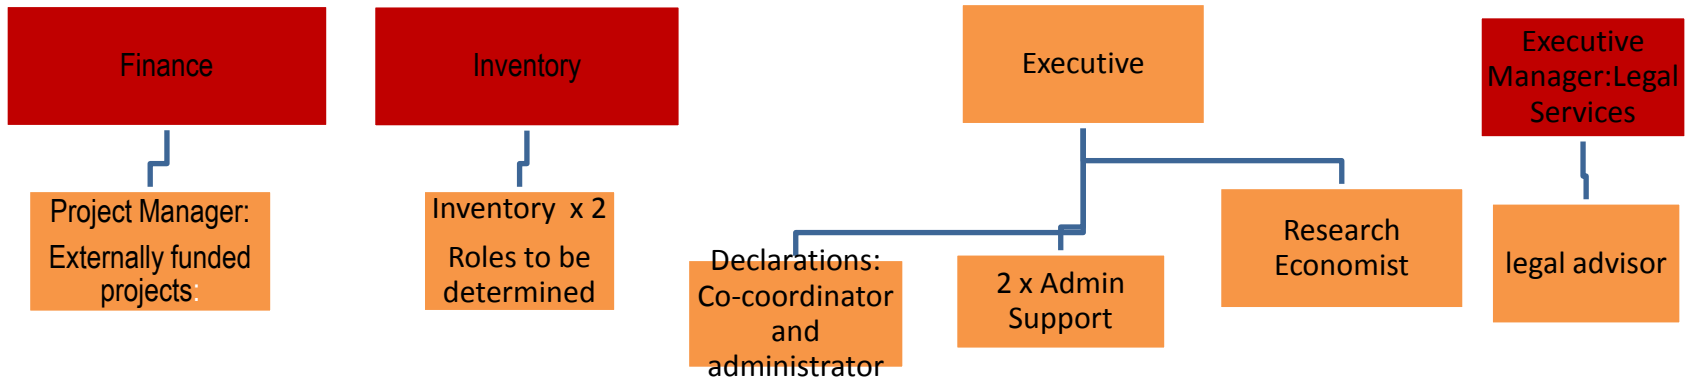 Finance
Inventory
Executive
Executive
Manager:Legal
Services
Project Manager:
Externally funded
projects:
Inventory x 2
Roles to be
determined
Declarations:
Co-coordinator
and
administrator
2 x Admin
Support
Research
Economist
legal advisor